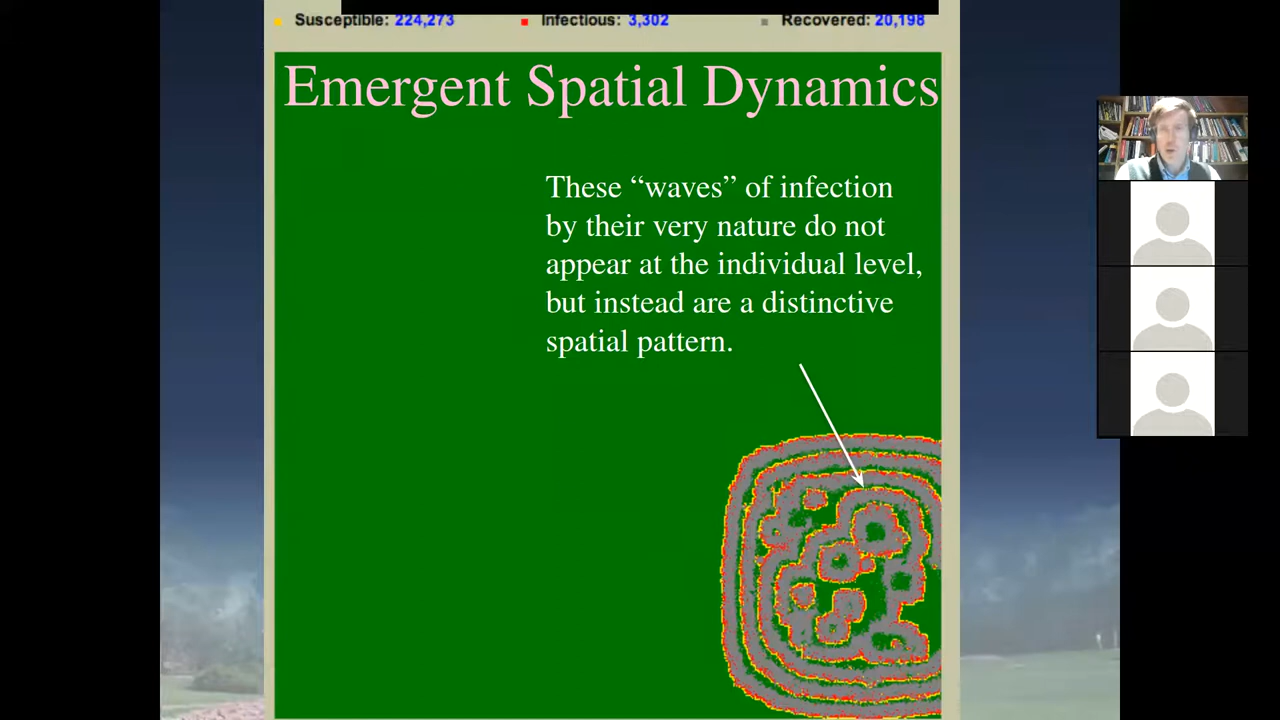 Susceptible: 224,273 Infectious: 3,302 Recovered: 20,198
Emergent Spatial Dynamics
These “waves” of infection
by their very nature do not
appear at the individual level,
but instead are a distinctive
spatial pattern.